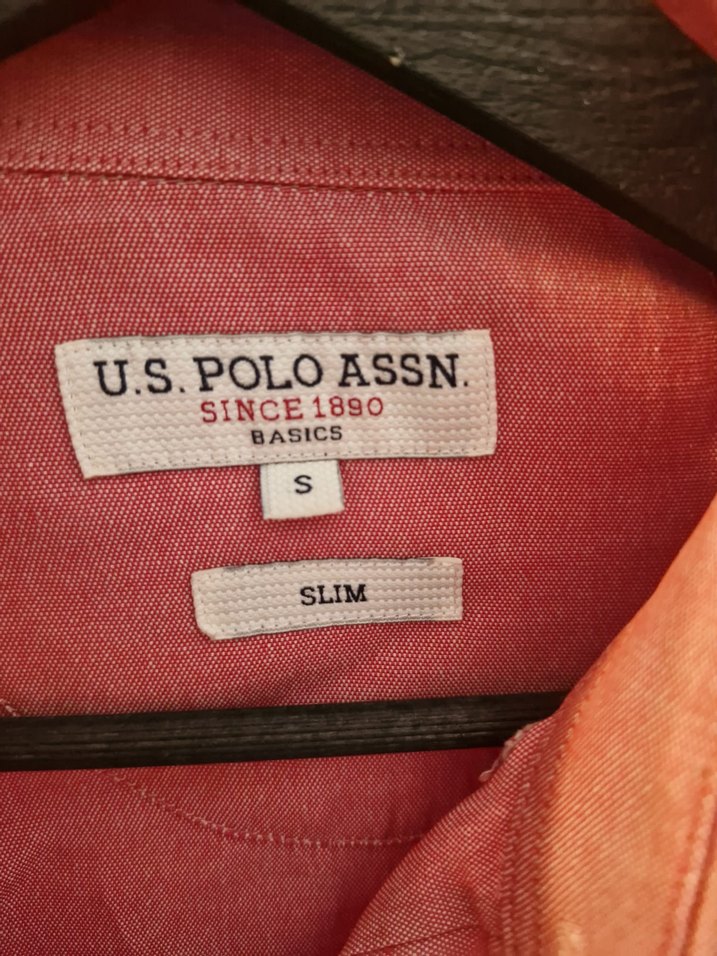 U.S. POLO ASSN.
SINCE 1890
BASICS
S
SLIM